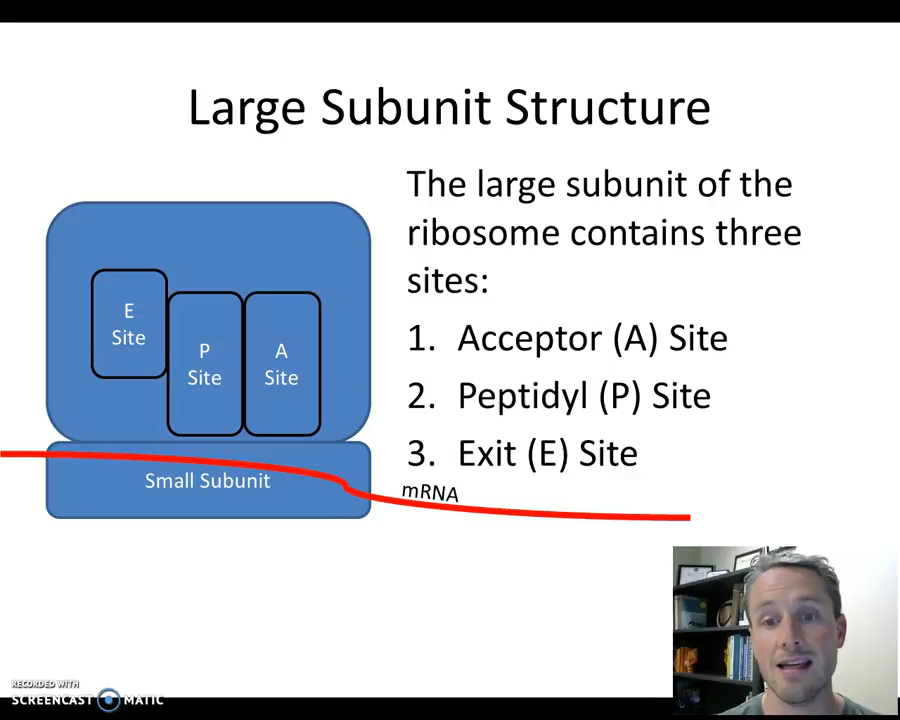 Large Subunit Structure
The large subunit of the
ribosome contains three
sites:
1. Acceptor (A) Site
2. Peptidyl (P) Site
3. Exit (E) Site
E
Site
P
Site
A
Site
Small Subunit
mRNA
RECORDED WITH
SCREENCAST MATIC